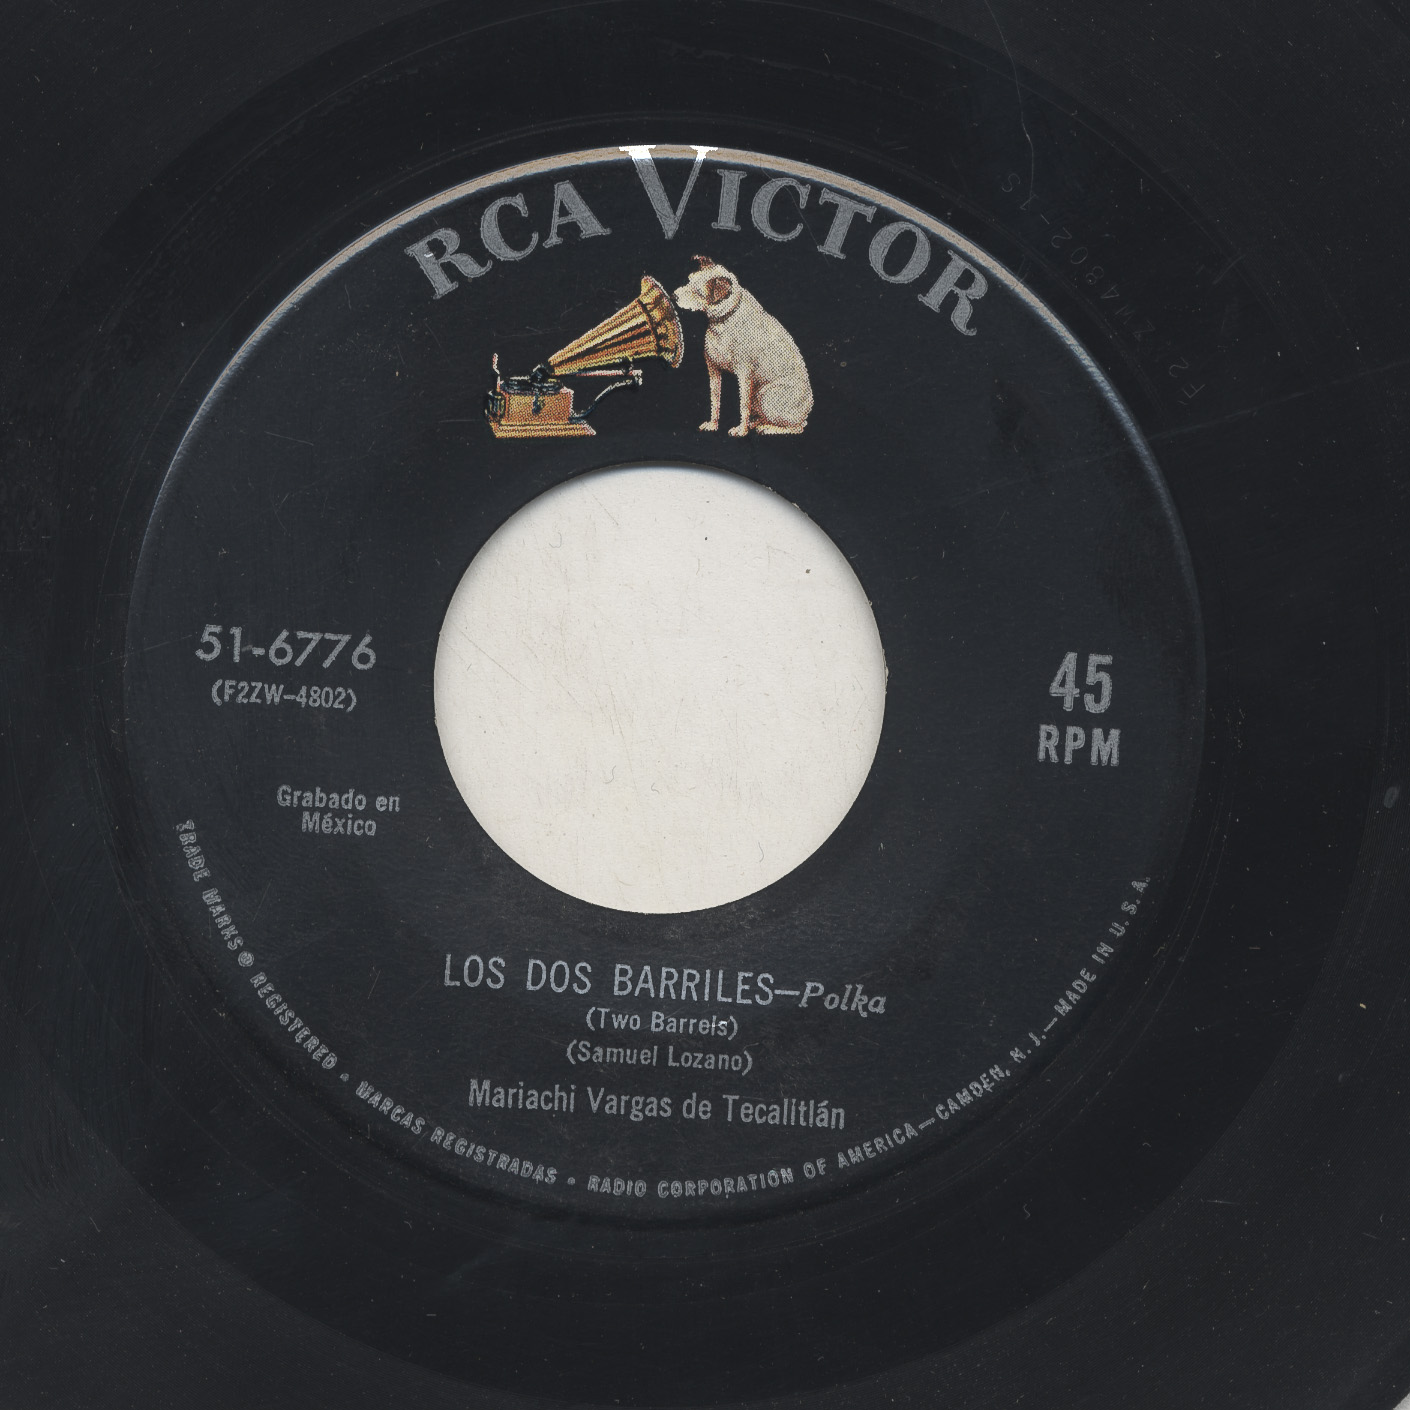 RCA VICTOR
51-6776
(F2ZW-4802)
45
RPM
Grabado en
México
LOS DOS BARRILES—Polka
(Two Barrels)
(Samuel Lozano)
Mariachi Vargas de Tecalitlán
TRADE MARKS ® REGISTERED • MARCAS REGISTRADAS • RADIO CORPORATION OF AMERICA—CAMDEN, N. J.—MADE IN U. S. A.